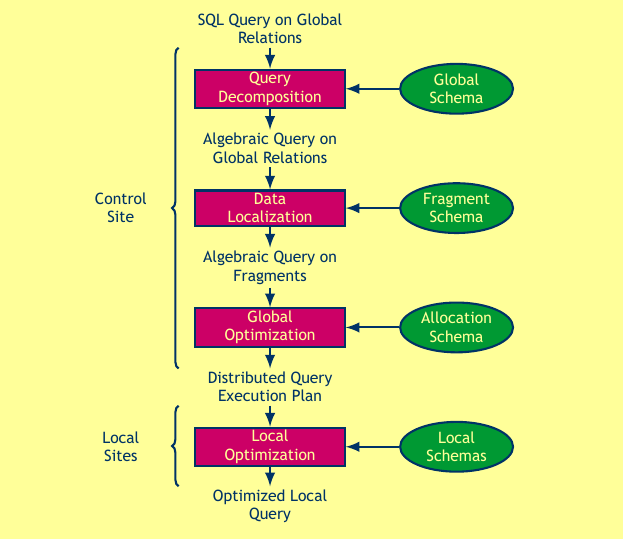 SQL Query on Global
Relations
Query
Decomposition
Global
Schema
Algebraic Query on
Global Relations
Control
Site
Data
Localization
Fragment
Schema
Algebraic Query on
Fragments
Global
Optimization
Allocation
Schema
Distributed Query
Execution Plan
Local
Sites
Local
Optimization
Local
Schemas
Optimized Local
Query